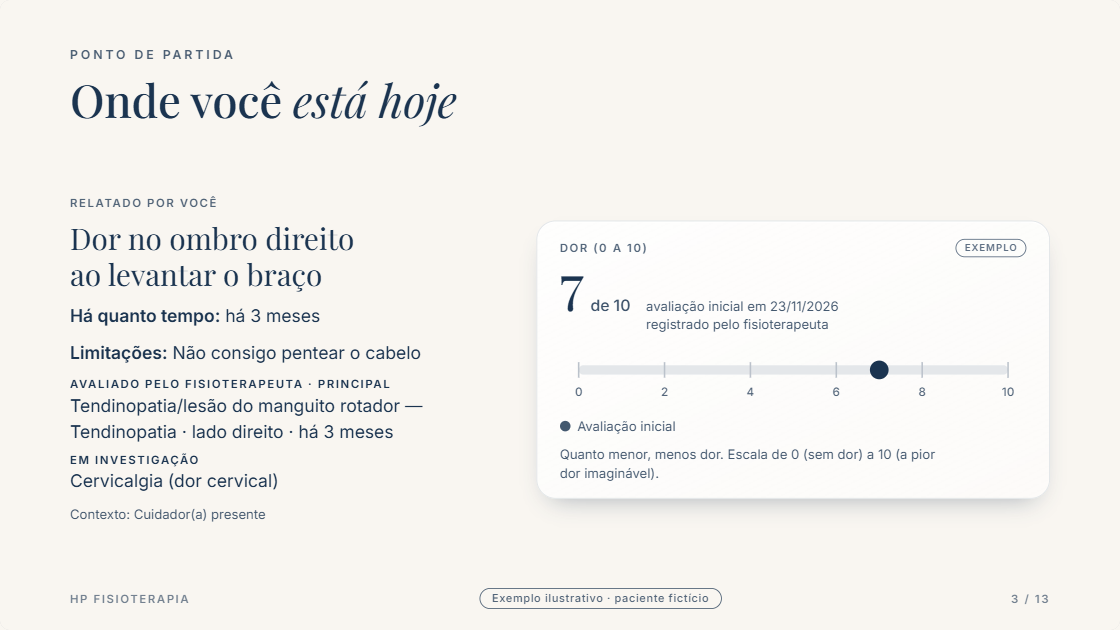 PONTO DE PARTIDA
Onde você está hoje
RELATADO POR VOCÊ
Dor no ombro direito
ao levantar o braço
Há quanto tempo: há 3 meses
Limitações: Não consigo pentear o cabelo
AVALIADO PELO FISIOTERAPEUTA · PRINCIPAL
Tendinopatia/lesão do manguito rotador —
Tendinopatia · lado direito · há 3 meses
EM INVESTIGAÇÃO
Cervicalgia (dor cervical)
Contexto: Cuidador(a) presente
DOR (0 A 10)
EXEMPLO
7 de 10
avaliação inicial em 23/11/2026
registrado pelo fisioterapeuta
0 2 4 6 8 10
Avaliação inicial
Quanto menor, menos dor. Escala de 0 (sem dor) a 10 (a pior
dor imaginável).
HP FISIOTERAPIA
Exemplo ilustrativo · paciente fictício
3 / 13